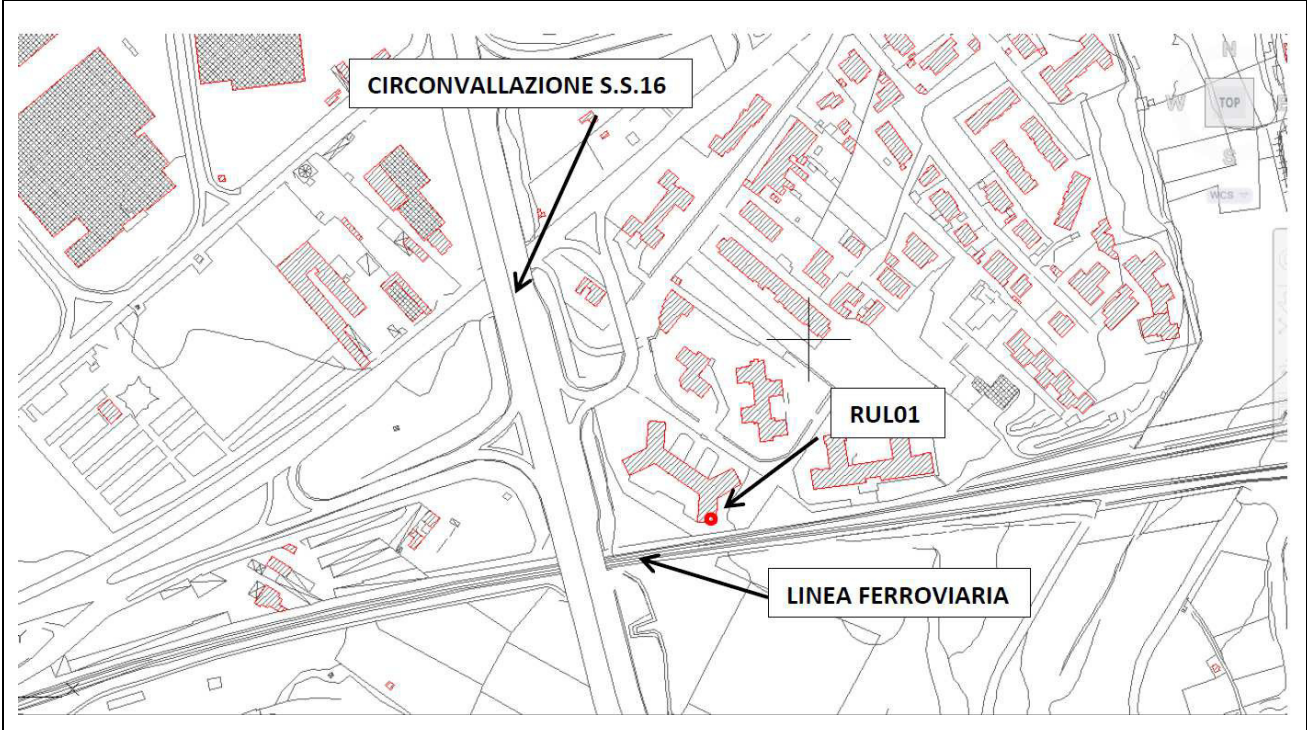 CIRCONVALLAZIONE S.S.16
N
W
TOP
S
WCS
RUL01
LINEA FERROVIARIA